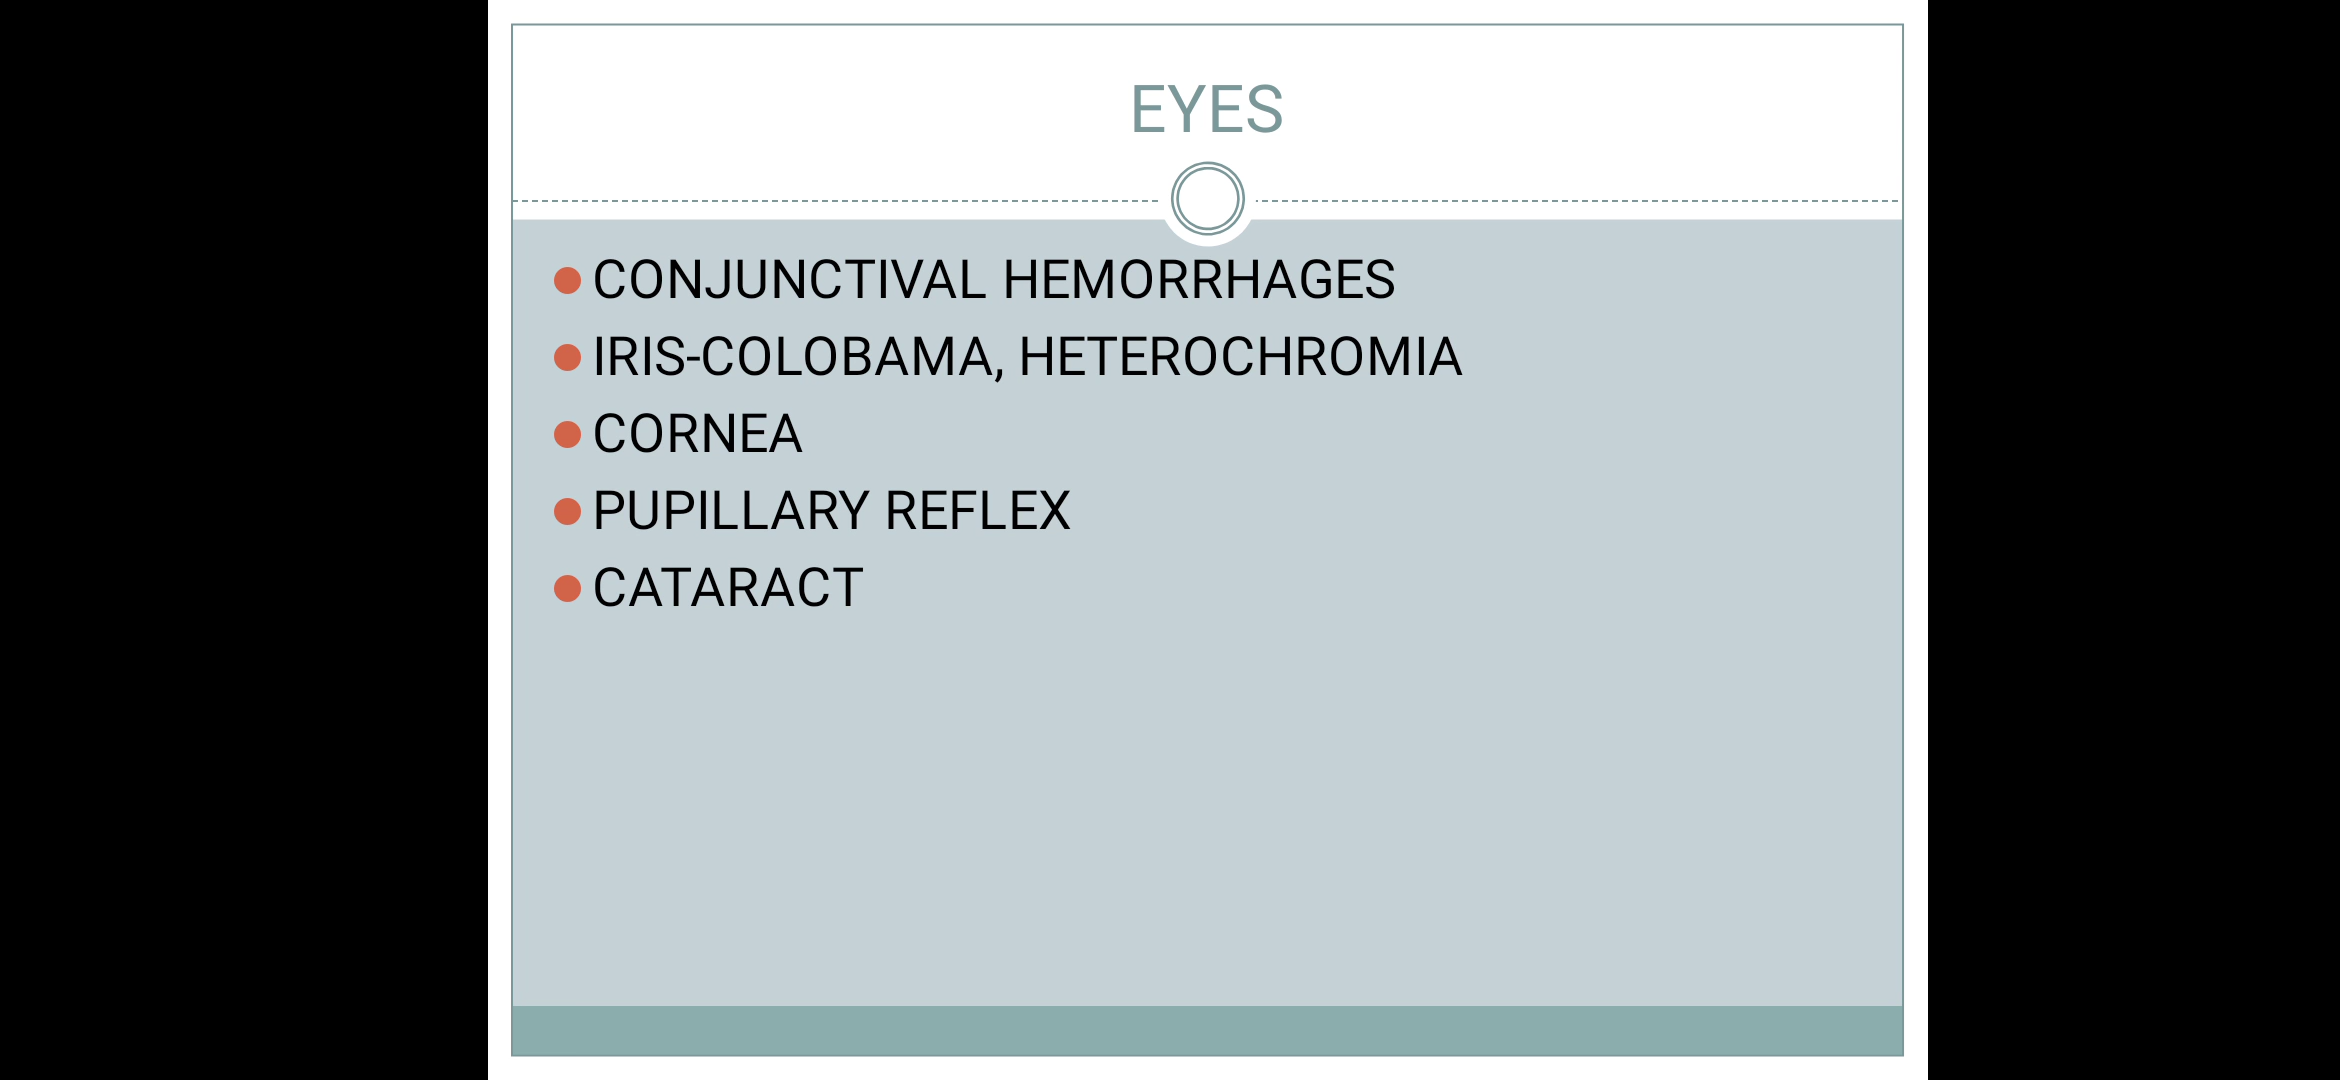 EYES
CONJUNCTIVAL HEMORRHAGES
IRIS-COLOBAMA, HETEROCHROMIA
CORNEA
PUPILLARY REFLEX
CATARACT